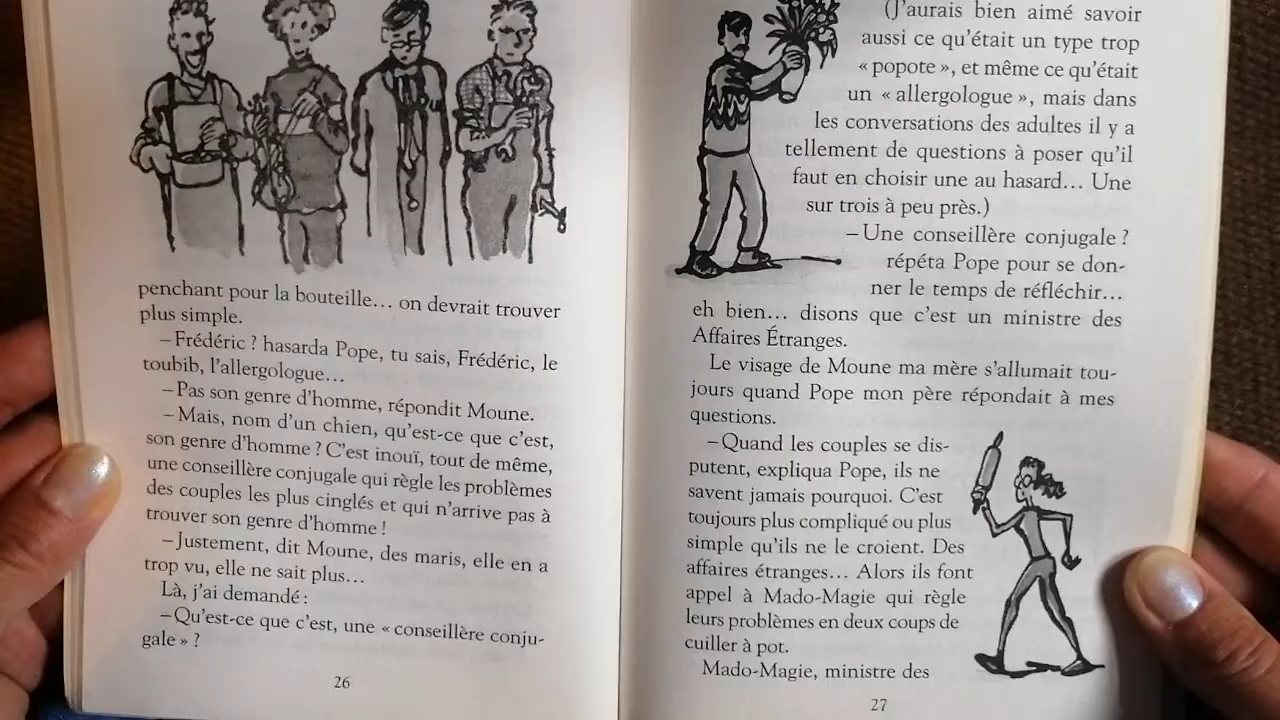 penchant pour la bouteille… on devrait trouver
plus simple.
– Frédéric ? hasarda Pope, tu sais, Frédéric, le
toubib, l'allergologue…
– Pas son genre d'homme, répondit Moune.
– Mais, nom d'un chien, qu'est-ce que c'est,
son genre d'homme ? C'est inouï, tout de même,
une conseillère conjugale qui règle les problèmes
des couples les plus cinglés et qui n'arrive pas à
trouver son genre d'homme !
– Justement, dit Moune, des maris, elle en a
trop vu, elle ne sait plus…
Là, j'ai demandé :
– Qu'est-ce que c'est, une « conseillère conju-
gale » ?
26
(J'aurais bien aimé savoir
aussi ce qu'était un type trop
« popote », et même ce qu'était
un « allergologue », mais dans
les conversations des adultes il y a
tellement de questions à poser qu'il
faut en choisir une au hasard… Une
sur trois à peu près.)
– Une conseillère conjugale ?
répéta Pope pour se don-
ner le temps de réfléchir…
eh bien… disons que c'est un ministre des
Affaires Étranges.
Le visage de Moune ma mère s'allumait tou-
jours quand Pope mon père répondait à mes
questions.
– Quand les couples se dis-
putent, expliqua Pope, ils ne
savent jamais pourquoi. C'est
toujours plus compliqué ou plus
simple qu'ils ne le croient. Des
affaires étranges… Alors ils font
appel à Mado-Magie qui règle
leurs problèmes en deux coups de
cuiller à pot.
Mado-Magie, ministre des
27